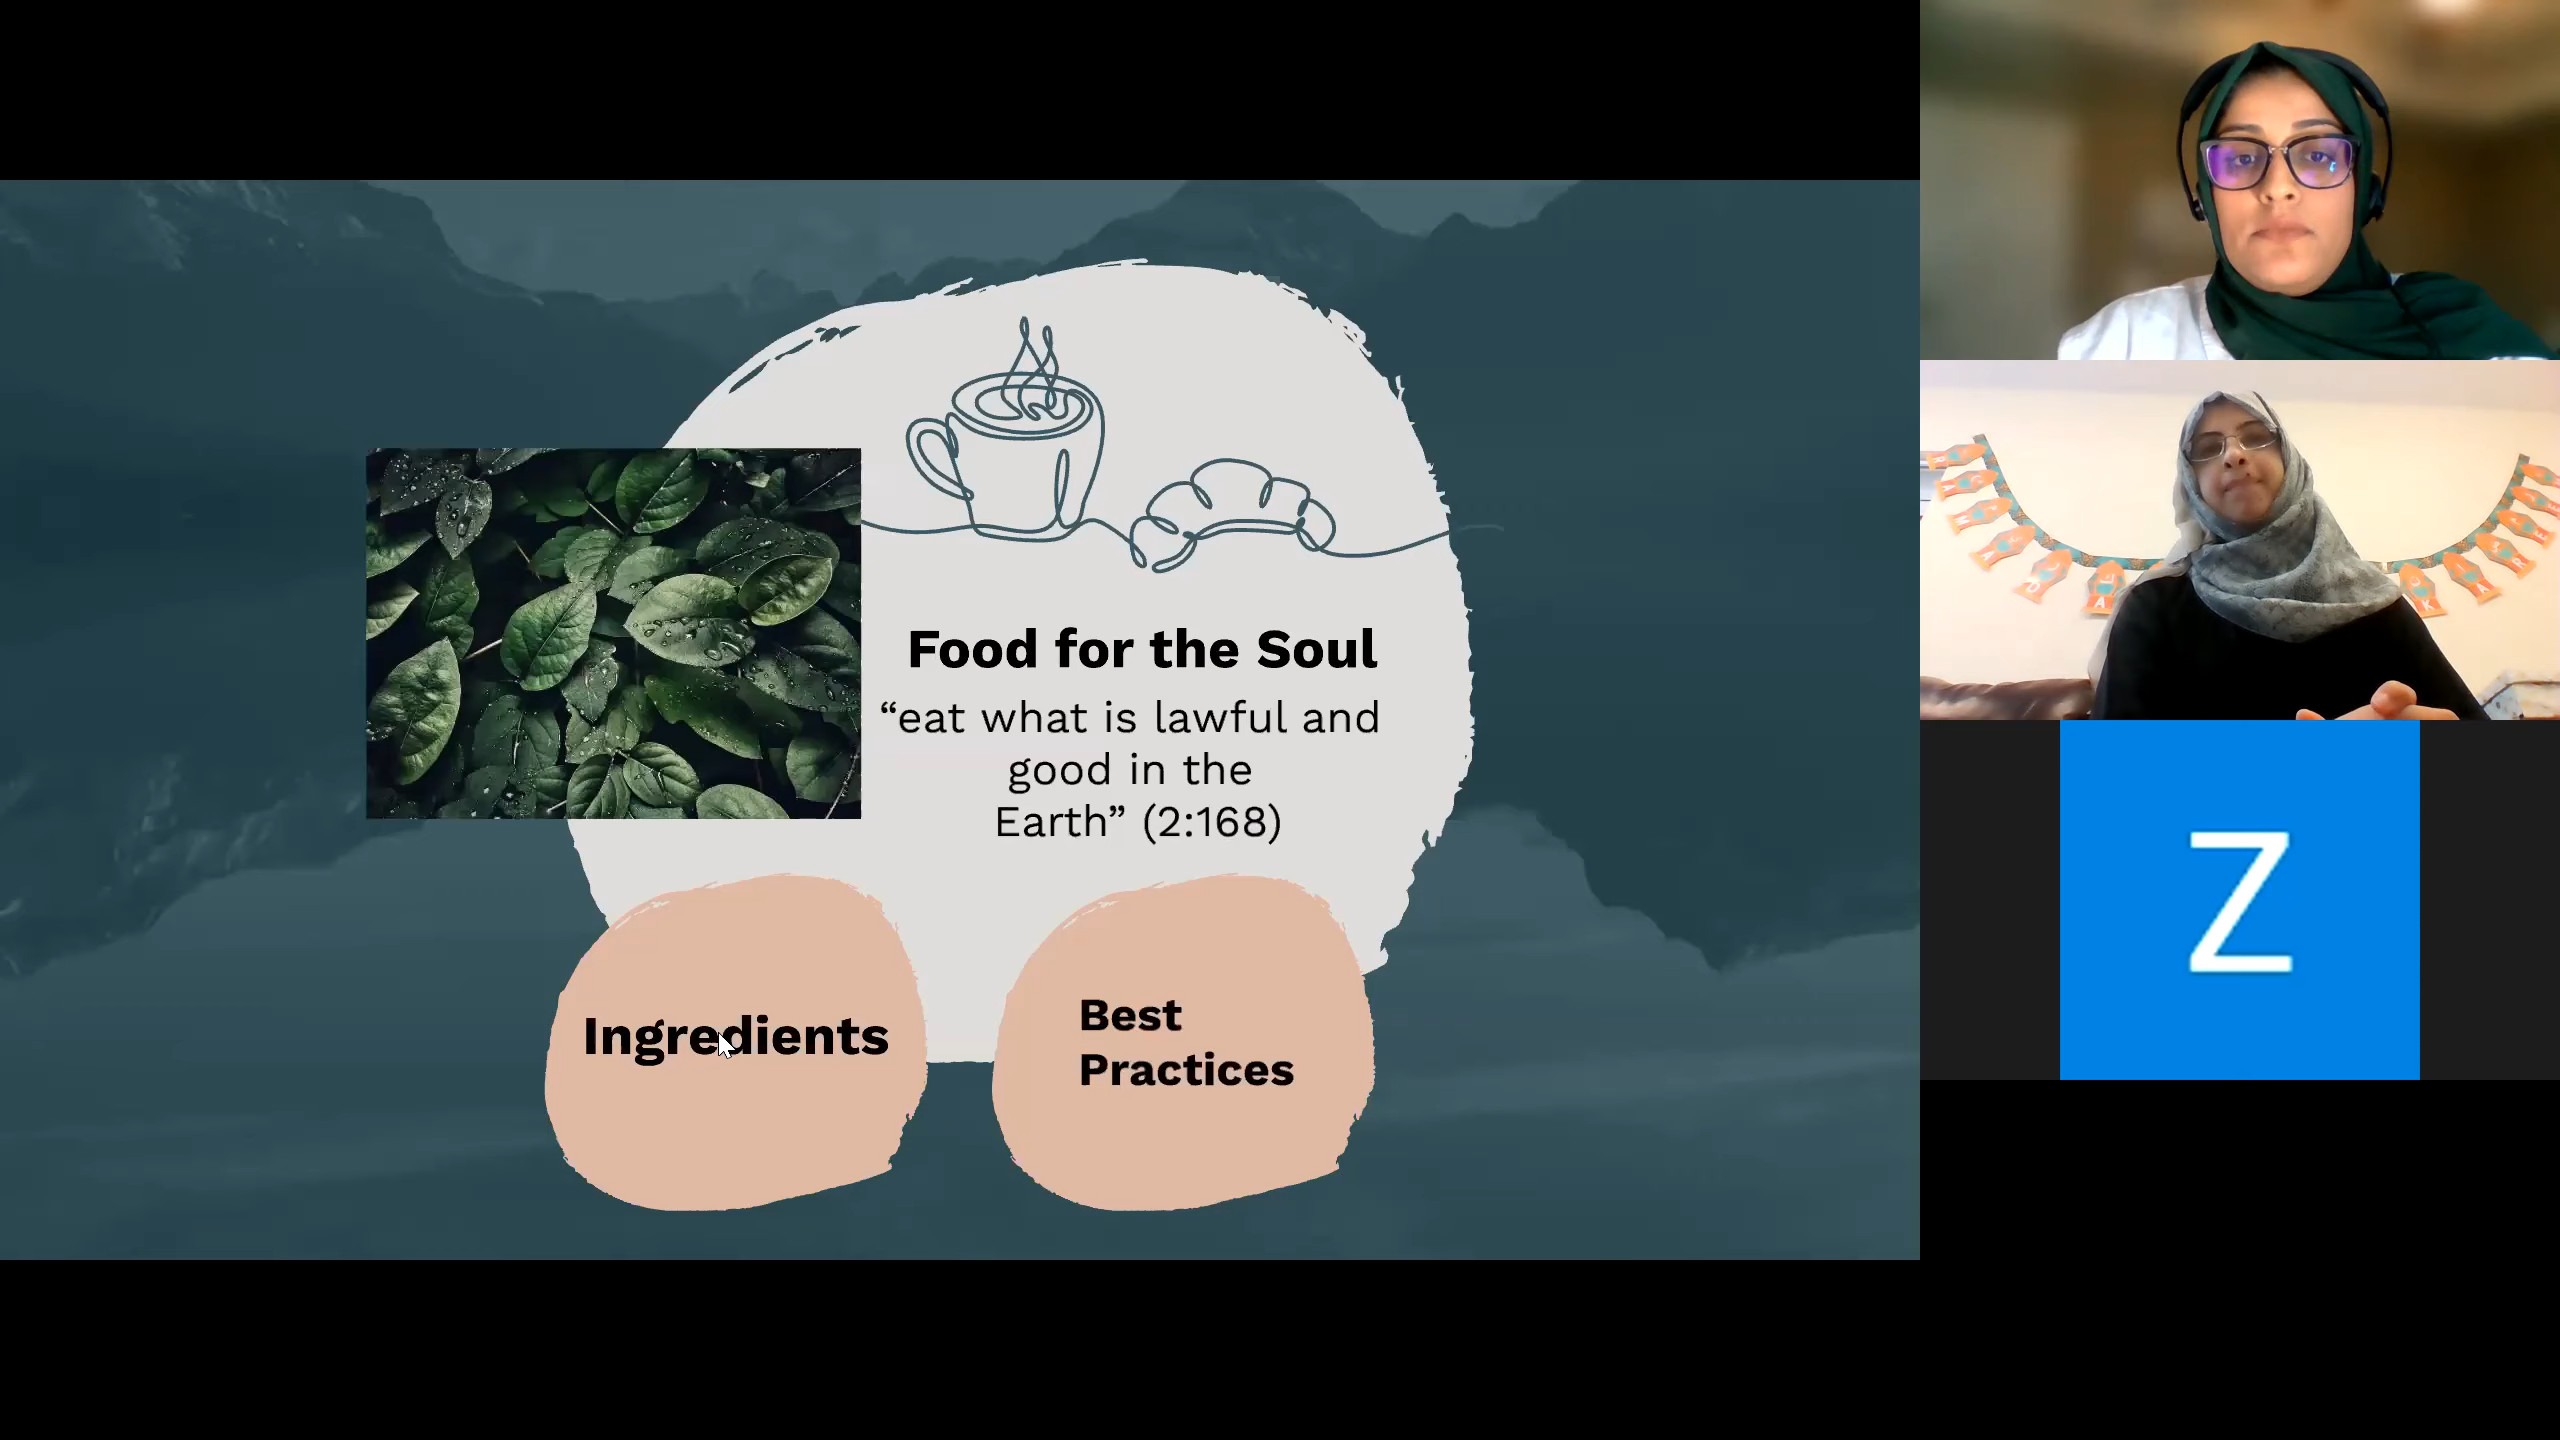 Food for the Soul
“eat what is lawful and
good in the
Earth” (2:168)
Ingredients
Best
Practices
Z